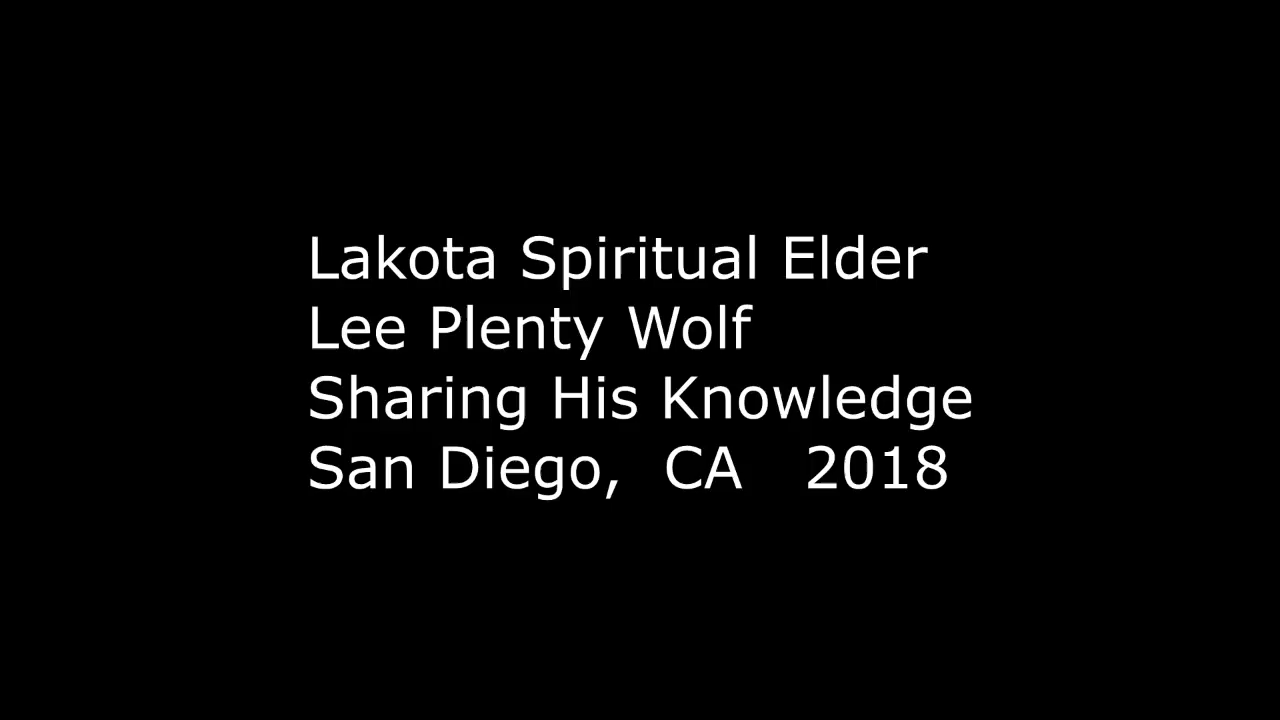 Lakota Spiritual Elder
Lee Plenty Wolf
Sharing His Knowledge
San Diego,  CA   2018